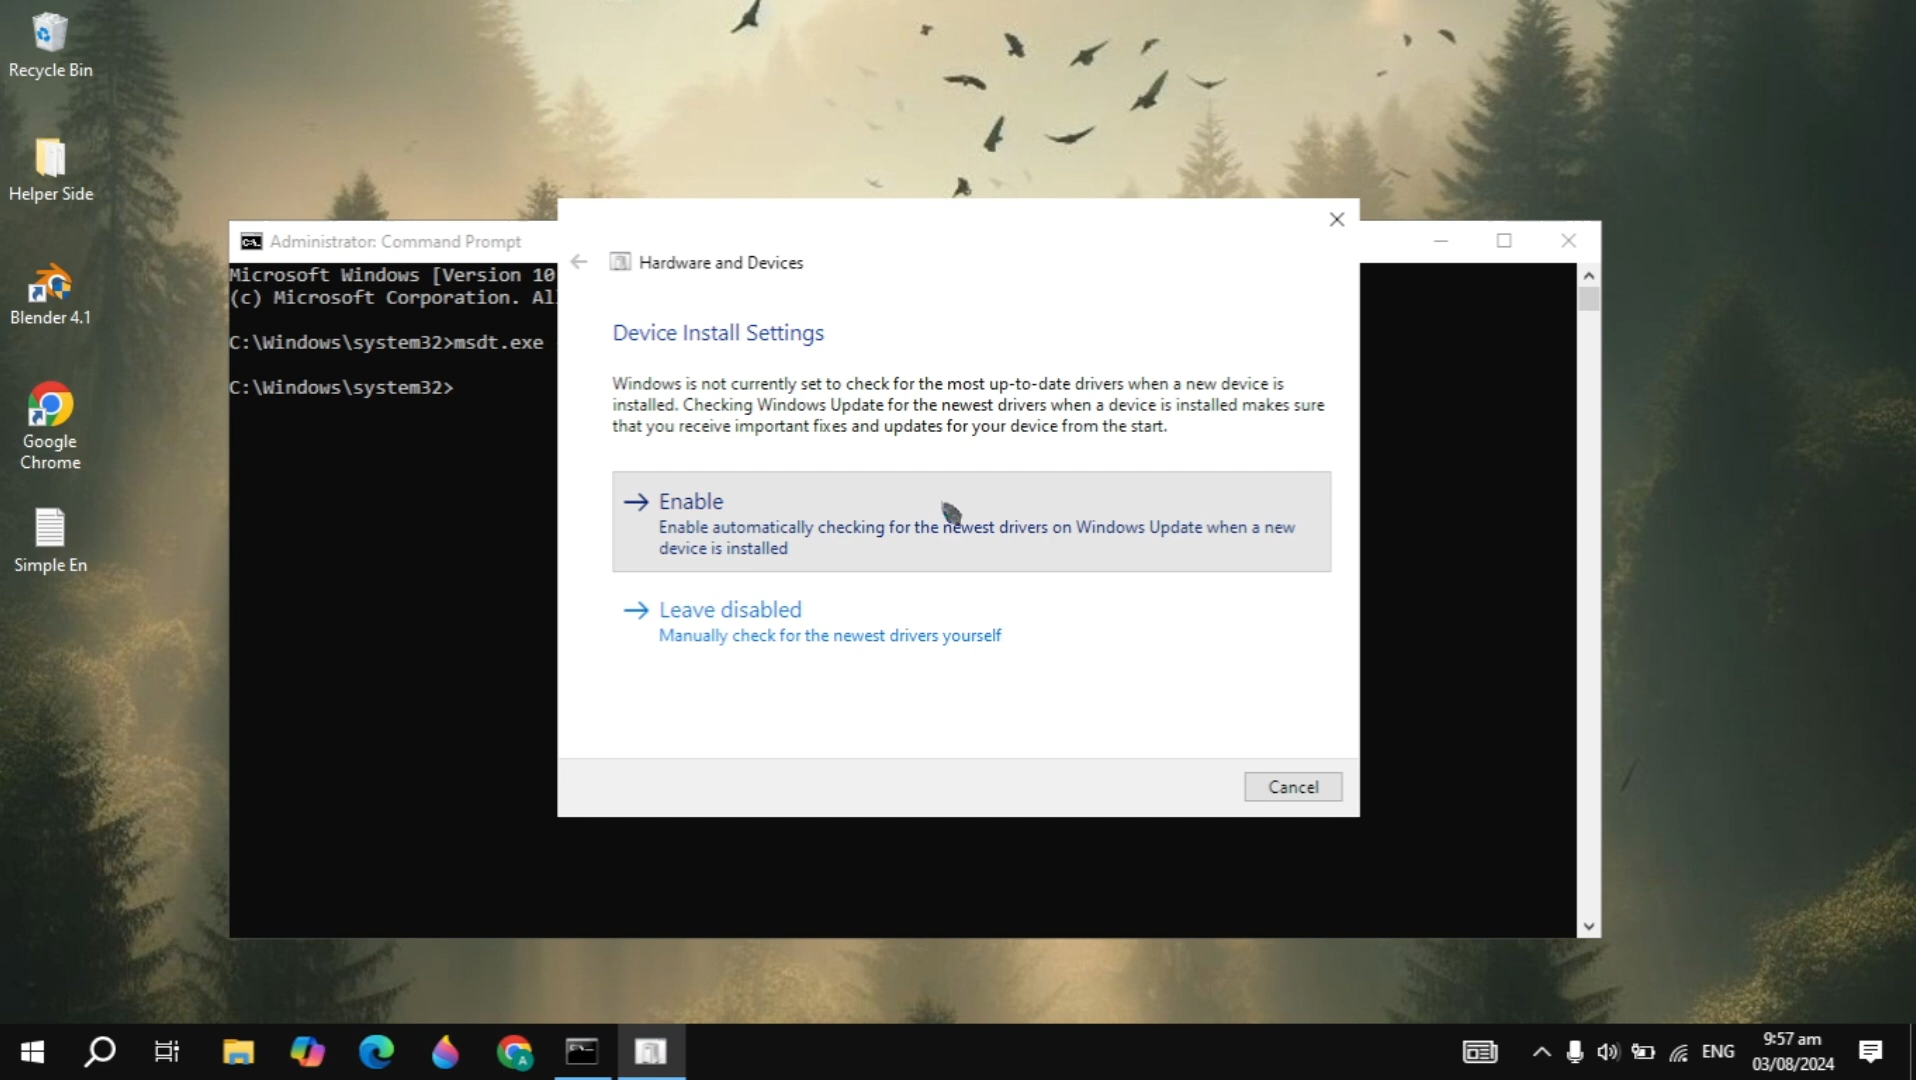 Recycle Bin
Helper Side
Blender 4.1
Google
Chrome
Simple En
Administrator: Command Prompt
Microsoft Windows [Version 10
(c) Microsoft Corporation. Al
C:\Windows\system32>msdt.exe
C:\Windows\system32>
Hardware and Devices
Device Install Settings
Windows is not currently set to check for the most up-to-date drivers when a new device is
installed. Checking Windows Update for the newest drivers when a device is installed makes sure
that you receive important fixes and updates for your device from the start.
Enable
Enable automatically checking for the newest drivers on Windows Update when a new
device is installed
Leave disabled
Manually check for the newest drivers yourself
Cancel
ENG
9:57 am
03/08/2024